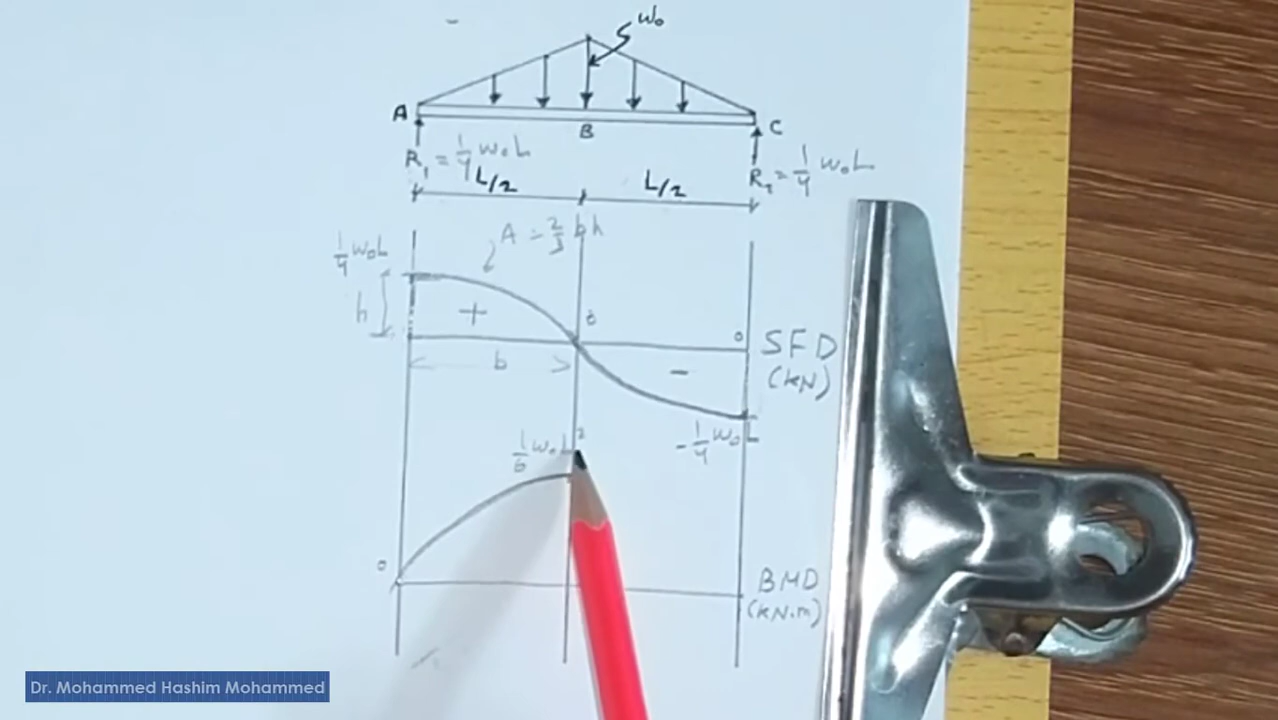 w₀
A
B
C
R₁ = 1/4 w₀L
R₂ = 1/4 w₀L
L/2
L/2
A = 2/3 bh
1/4 w₀L
h
+
b
0
0
-
SFD
(kN)
-1/4 w₀L
1/6 w₀L²
0
BMD
(kN.m)
Dr. Mohammed Hashim Mohammed